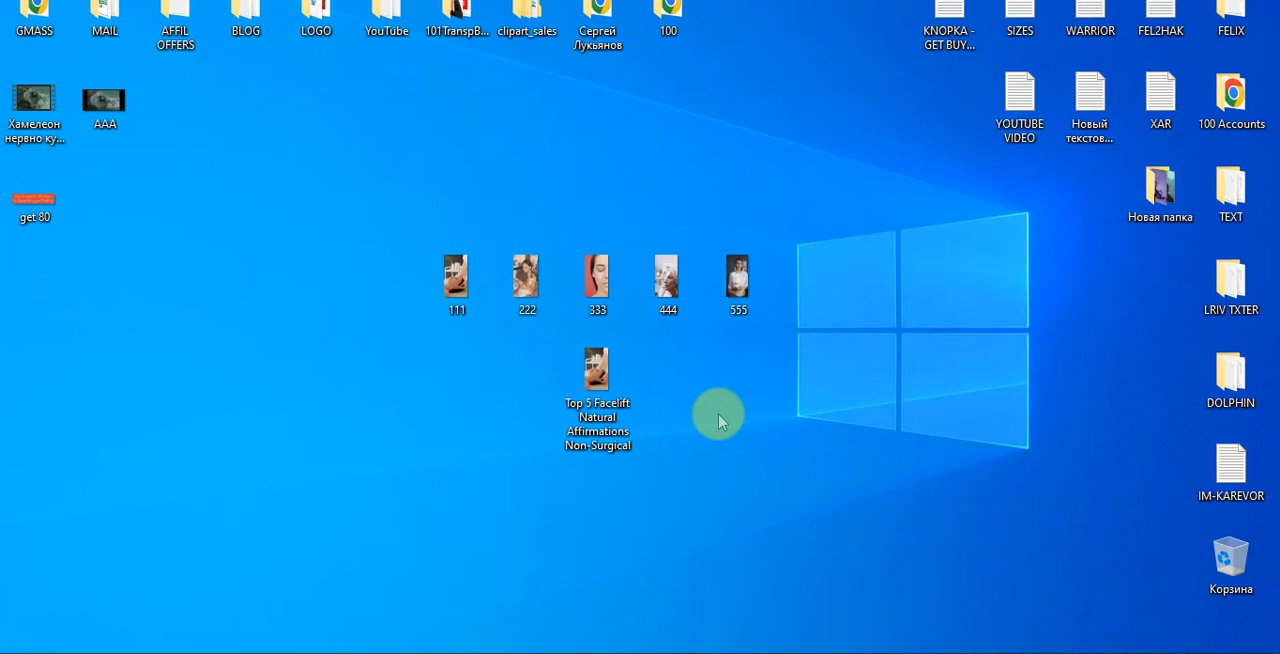 GMASS
MAIL
AFFIL
OFFERS
BLOG
LOGO
YouTube
101TranspB...
clipart_sales
Сергей
Лукьянов
100
KNOPKA -
GET BUY...
SIZES
WARRIOR
FEL2HAK
FELIX
Хамелеон
нервно ку...
AAA
YOUTUBE
VIDEO
Новый
текстов...
XAR
100 Accounts
get 80
Новая папка
TEXT
111
222
333
444
555
LRIV TXTER
Top 5 Facelift
Natural
Affirmations
Non-Surgical
DOLPHIN
IM-KAREVOR
Корзина